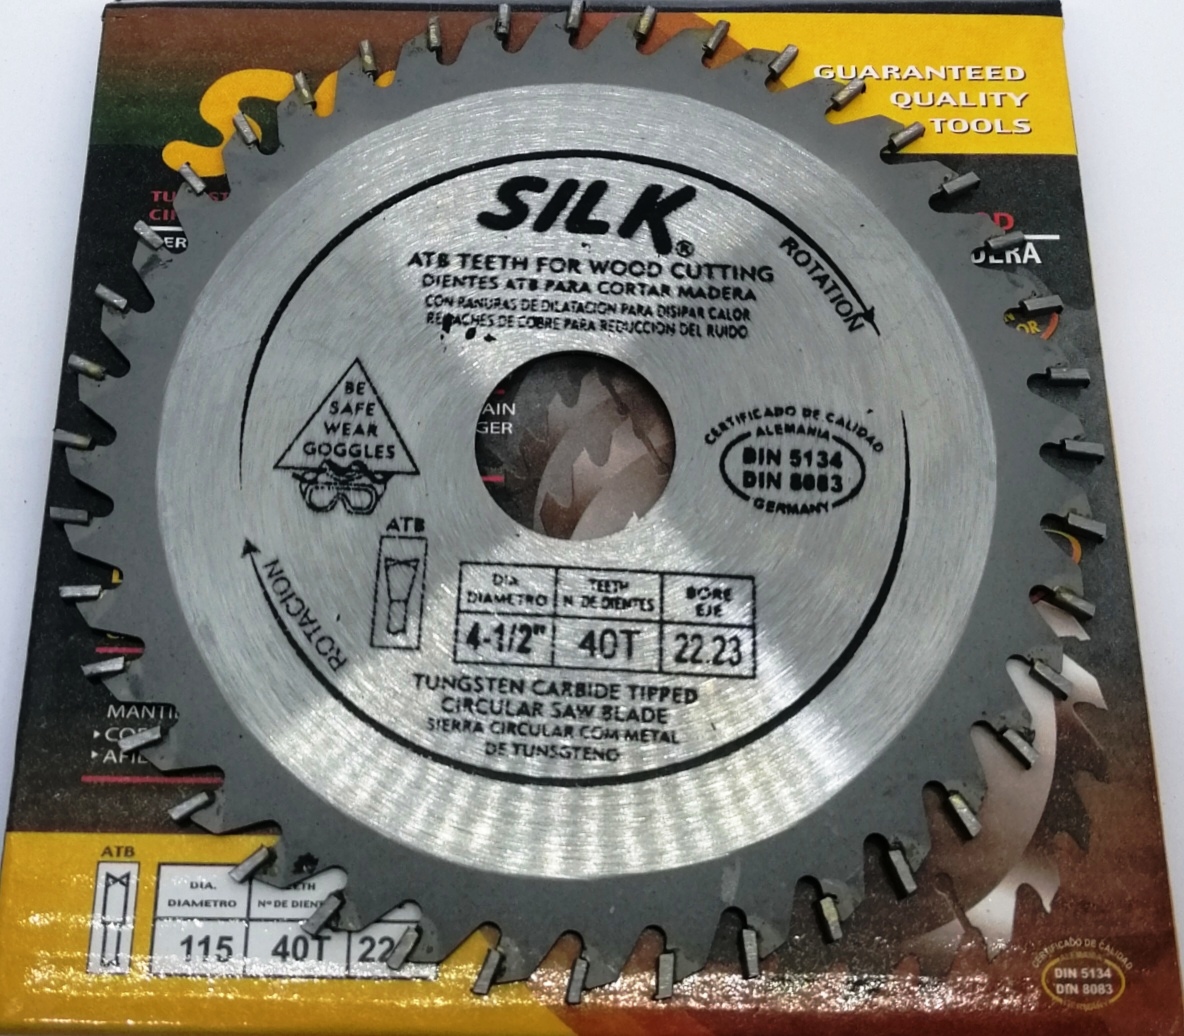 GUARANTEED
QUALITY
TOOLS
SILK®
ATB TEETH FOR WOOD CUTTING
DIENTES ATB PARA CORTAR MADERA
CON RANURAS DE DILATACION PARA DISIPAR CALOR
REMACHES DE COBRE PARA REDUCCION DEL RUIDO
ROTATION
BE
SAFE
WEAR
GOGGLES
CERTIFICADO DE CALIDAD
ALEMANIA
DIN 5134
DIN 8083
GERMANY
ATB
ROTACION
DIA. TEETH BORE
DIAMETRO N. DE DIENTES EJE
4-1/2" 40T 22.23
TUNGSTEN CARBIDE TIPPED
CIRCULAR SAW BLADE
SIERRA CIRCULAR COM METAL
DE TUNSGTENO
ATB
DIA.
DIAMETRO Nº DE DIEN
115 40T 22
CERTIFICADO DE CALIDAD
DIN 5134
DIN 8083